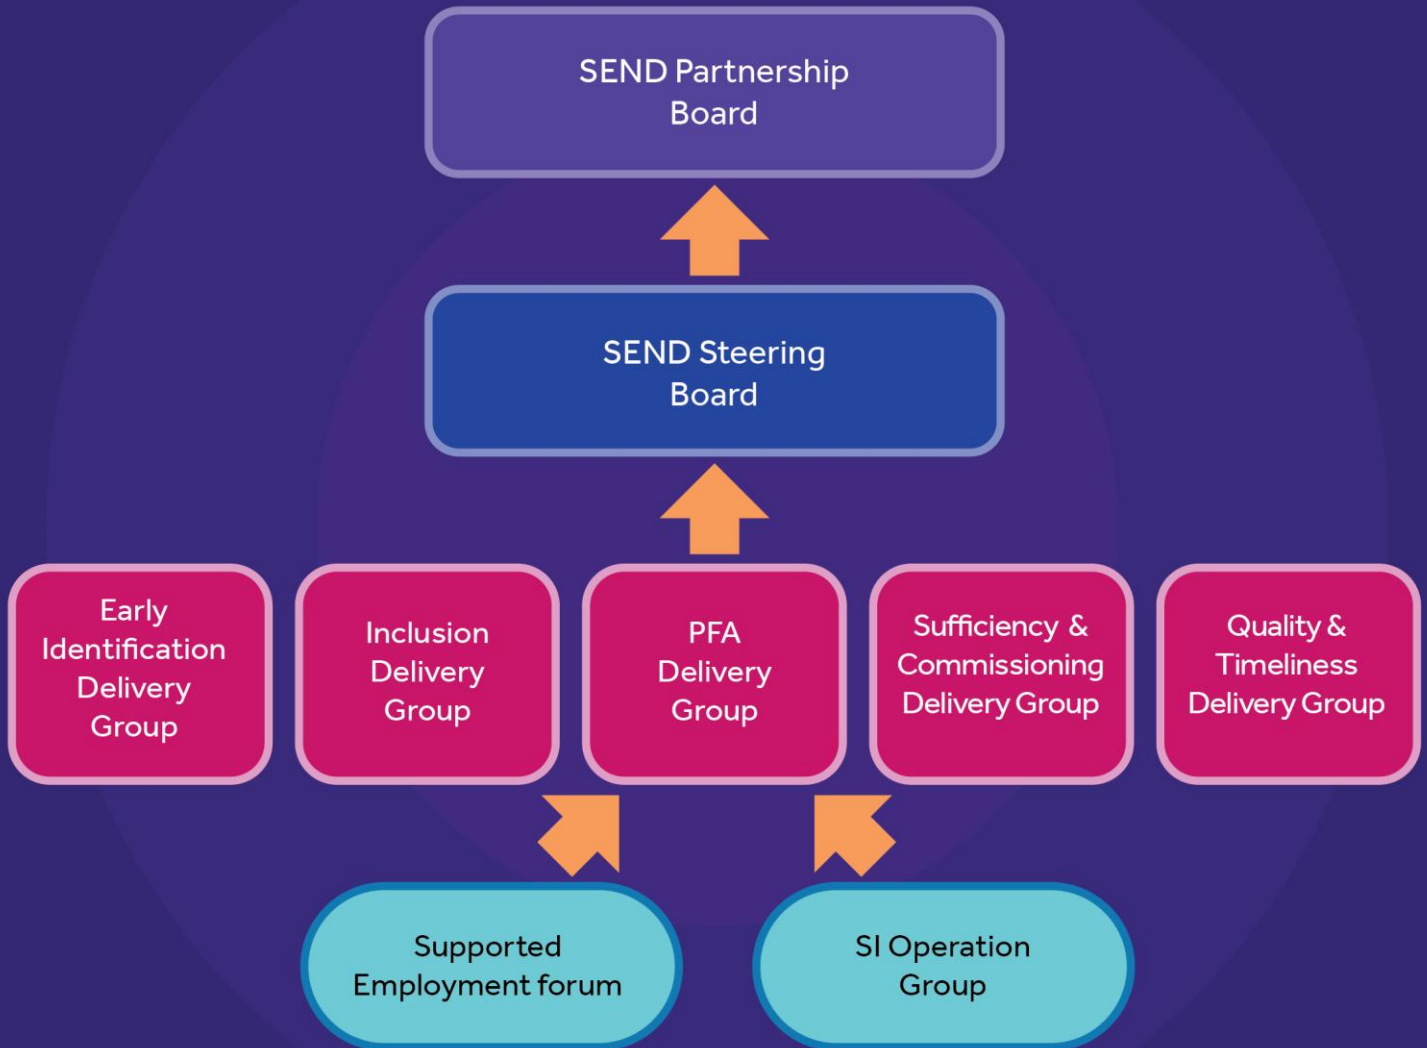 SEND Partnership
Board
SEND Steering
Board
Early
Identification
Delivery
Group
Inclusion
Delivery
Group
PFA
Delivery
Group
Sufficiency &
Commissioning
Delivery Group
Quality &
Timeliness
Delivery Group
Supported
Employment forum
SI Operation
Group